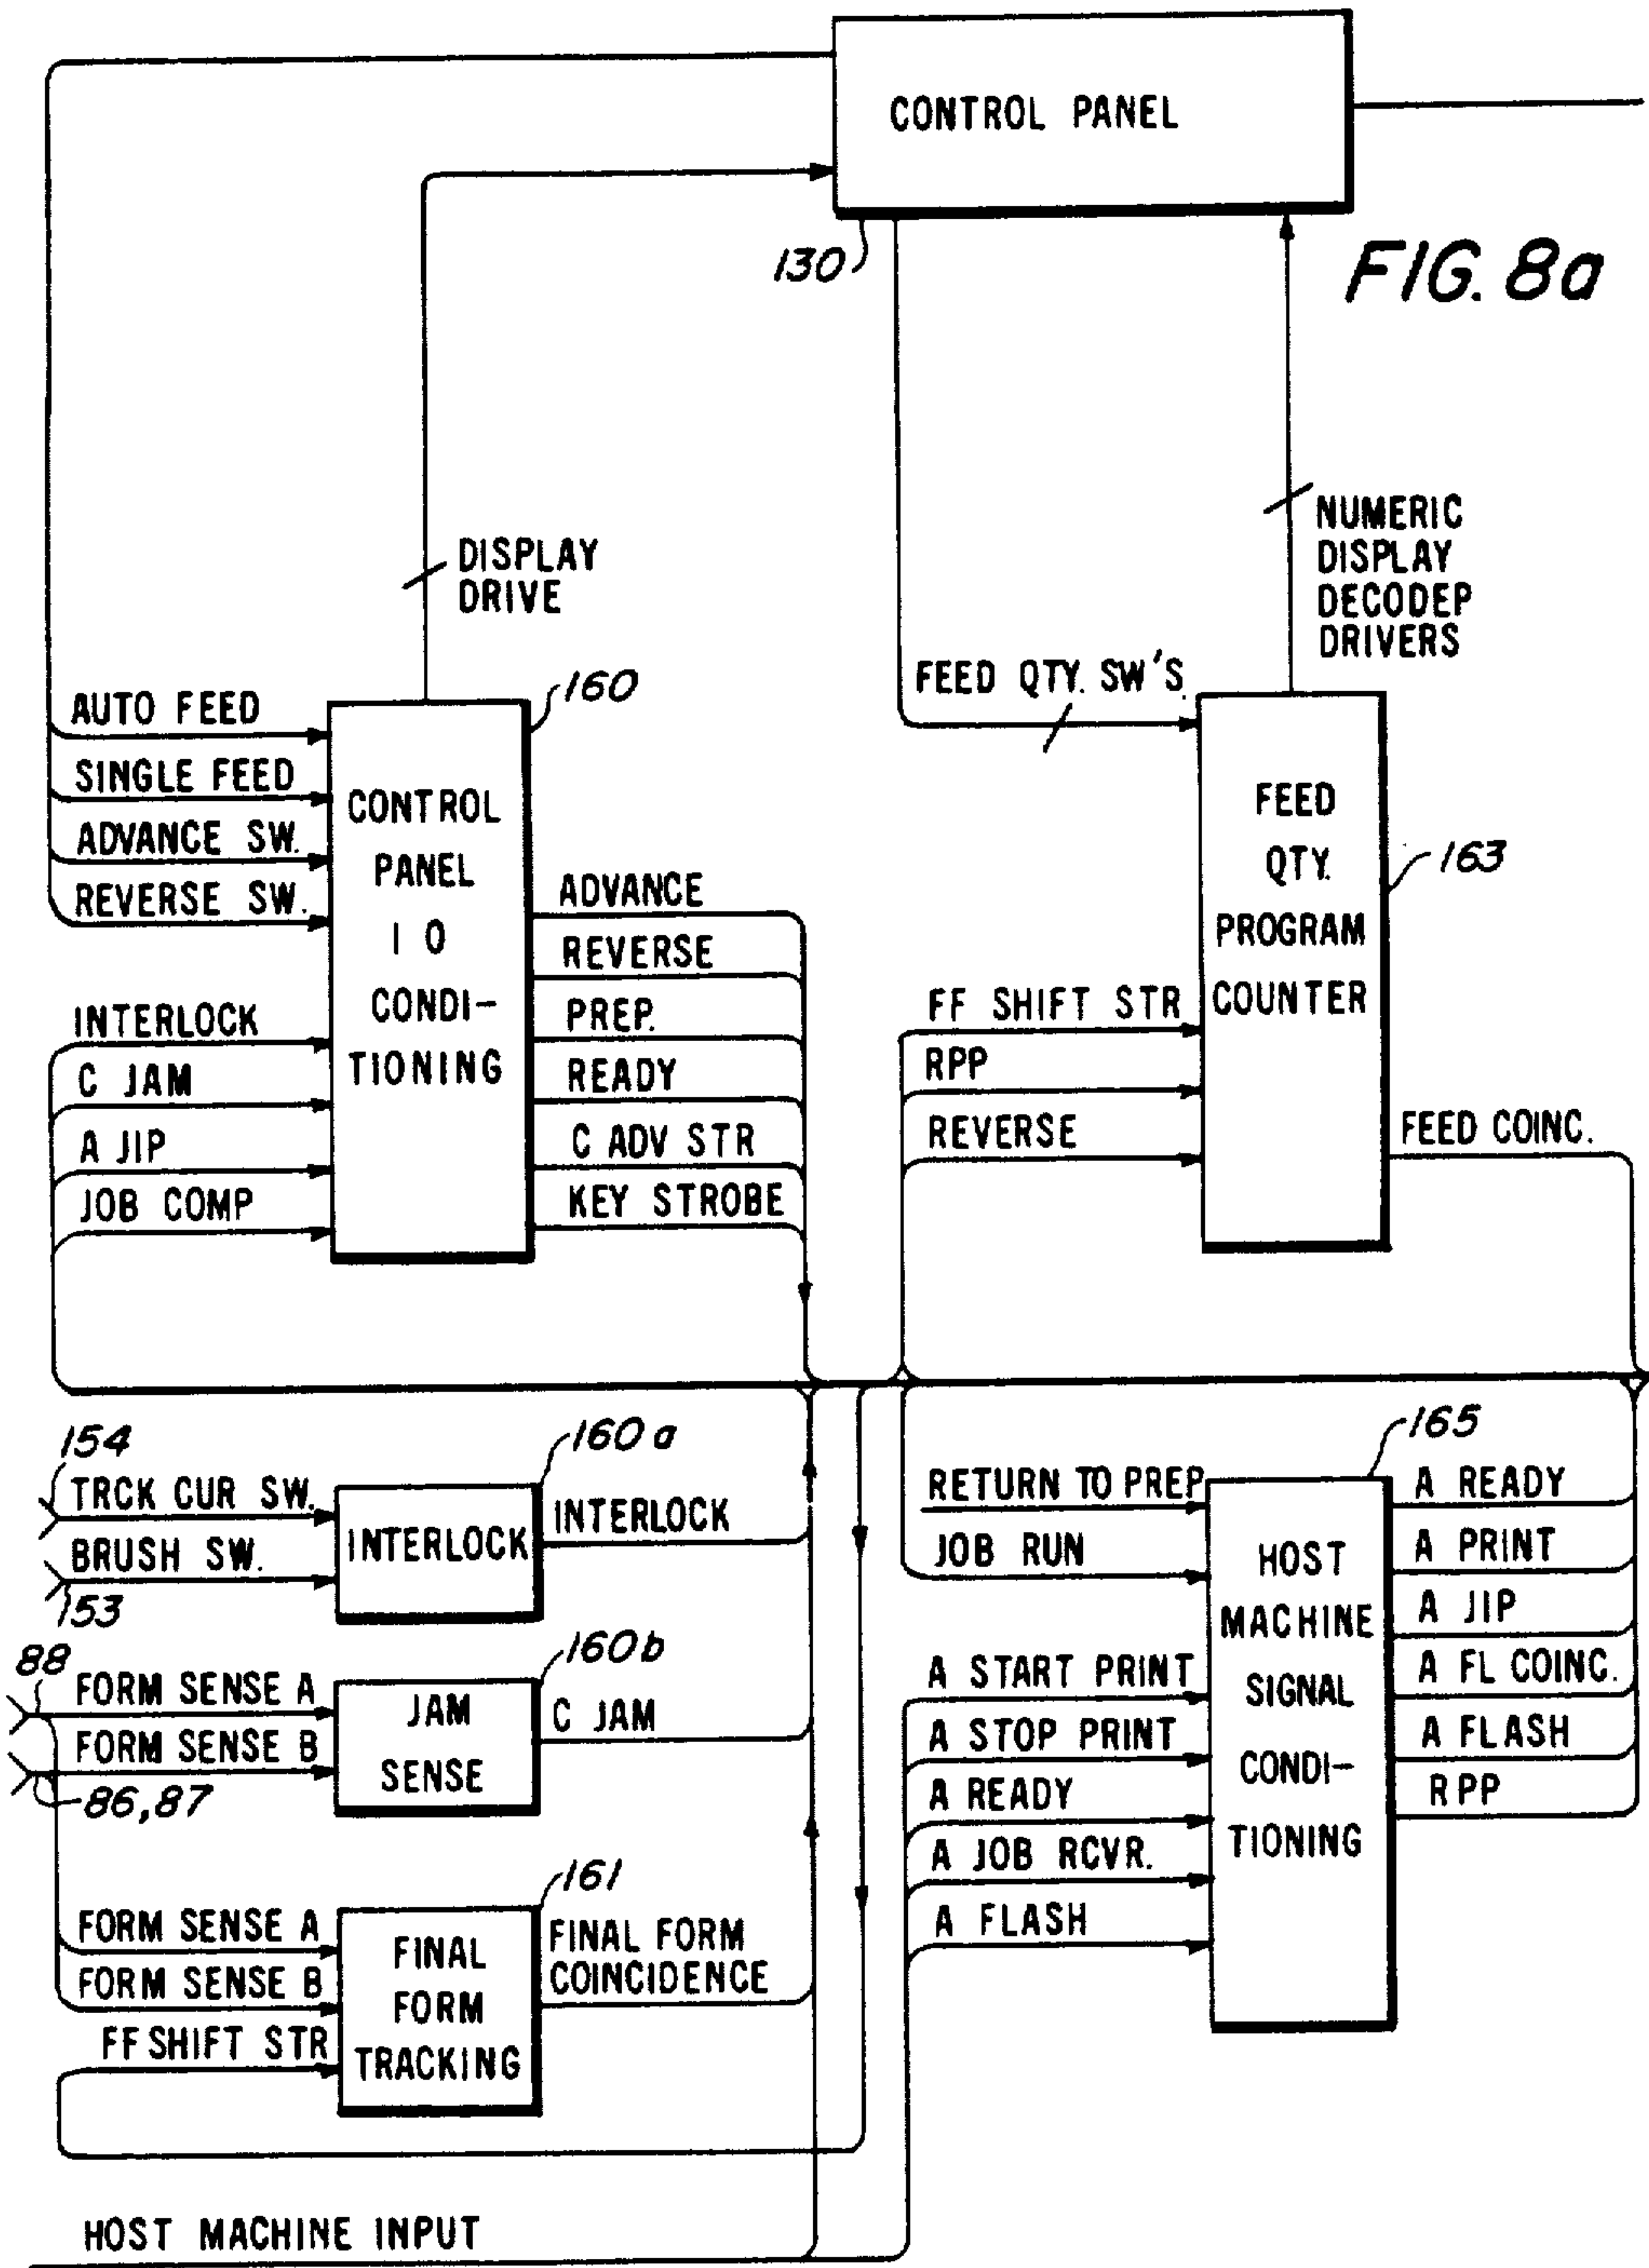 CONTROL PANEL
130
FIG. 8a
DISPLAY
DRIVE
NUMERIC
DISPLAY
DECODEP
DRIVERS
FEED QTY. SW'S.
160
AUTO FEED
SINGLE FEED
ADVANCE SW.
REVERSE SW.
INTERLOCK
C JAM
A JIP
JOB COMP
CONTROL
PANEL
I O
CONDI-
TIONING
ADVANCE
REVERSE
PREP.
READY
C ADV STR
KEY STROBE
FEED
QTY.
PROGRAM
COUNTER
163
FF SHIFT STR
RPP
REVERSE
FEED COINC.
154
TRCK CUR SW.
BRUSH SW.
153
160a
INTERLOCK
INTERLOCK
88
FORM SENSE A
FORM SENSE B
86,87
160b
JAM
SENSE
C JAM
161
FORM SENSE A
FORM SENSE B
FF SHIFT STR
FINAL
FORM
TRACKING
FINAL FORM
COINCIDENCE
165
RETURN TO PREP
JOB RUN
A START PRINT
A STOP PRINT
A READY
A JOB RCVR.
A FLASH
HOST
MACHINE
SIGNAL
CONDI-
TIONING
A READY
A PRINT
A JIP
A FL COINC.
A FLASH
RPP
HOST MACHINE INPUT